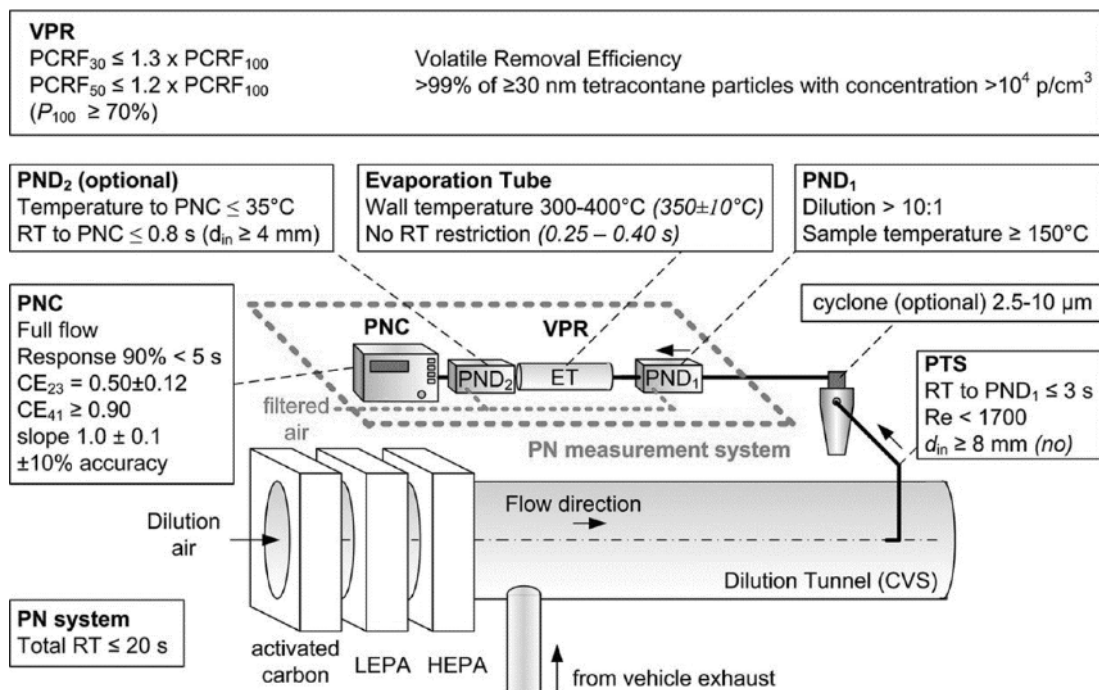 VPR
PCRF₃₀ ≤ 1.3 x PCRF₁₀₀
PCRF₅₀ ≤ 1.2 x PCRF₁₀₀
(P₁₀₀ ≥ 70%)
Volatile Removal Efficiency
>99% of ≥30 nm tetracontane particles with concentration >10⁴ p/cm³
PND₂ (optional)
Temperature to PNC ≤ 35°C
RT to PNC ≤ 0.8 s (dᵢₙ ≥ 4 mm)
Evaporation Tube
Wall temperature 300-400°C (350±10°C)
No RT restriction (0.25 – 0.40 s)
PND₁
Dilution > 10:1
Sample temperature ≥ 150°C
PNC
Full flow
Response 90% < 5 s
CE₂₃ = 0.50±0.12
CE₄₁ ≥ 0.90
slope 1.0 ± 0.1
±10% accuracy
PNC
VPR
PND₂
ET
PND₁
filtered
air
PN measurement system
cyclone (optional) 2.5-10 µm
PTS
RT to PND₁ ≤ 3 s
Re < 1700
dᵢₙ ≥ 8 mm (no)
Dilution
air
Flow direction
Dilution Tunnel (CVS)
PN system
Total RT ≤ 20 s
activated
carbon
LEPA
HEPA
from vehicle exhaust